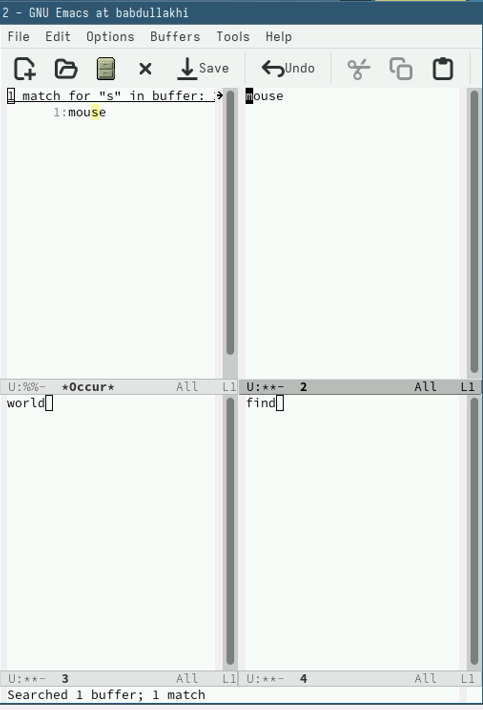 2 – GNU Emacs at babdullakhi
File Edit Options Buffers Tools Help
Save Undo
1 match for "s" in buffer:
1:mouse
mouse
U:%%- *Occur* All L1
U:**- 2 All L1
world
find
U:**- 3 All L1
U:**- 4 All L1
Searched 1 buffer; 1 match